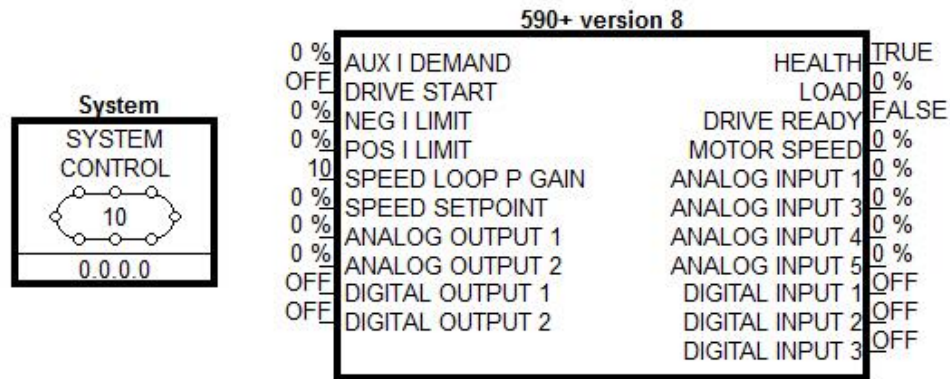 590+ version 8
System
SYSTEM
CONTROL
10
0.0.0.0
0 % AUX I DEMAND HEALTH TRUE
OFF DRIVE START LOAD 0 %
0 % NEG I LIMIT DRIVE READY FALSE
0 % POS I LIMIT MOTOR SPEED 0 %
10 SPEED LOOP P GAIN ANALOG INPUT 1 0 %
0 % SPEED SETPOINT ANALOG INPUT 3 0 %
0 % ANALOG OUTPUT 1 ANALOG INPUT 4 0 %
0 % ANALOG OUTPUT 2 ANALOG INPUT 5 0 %
OFF DIGITAL OUTPUT 1 DIGITAL INPUT 1 OFF
OFF DIGITAL OUTPUT 2 DIGITAL INPUT 2 OFF
DIGITAL INPUT 3 OFF